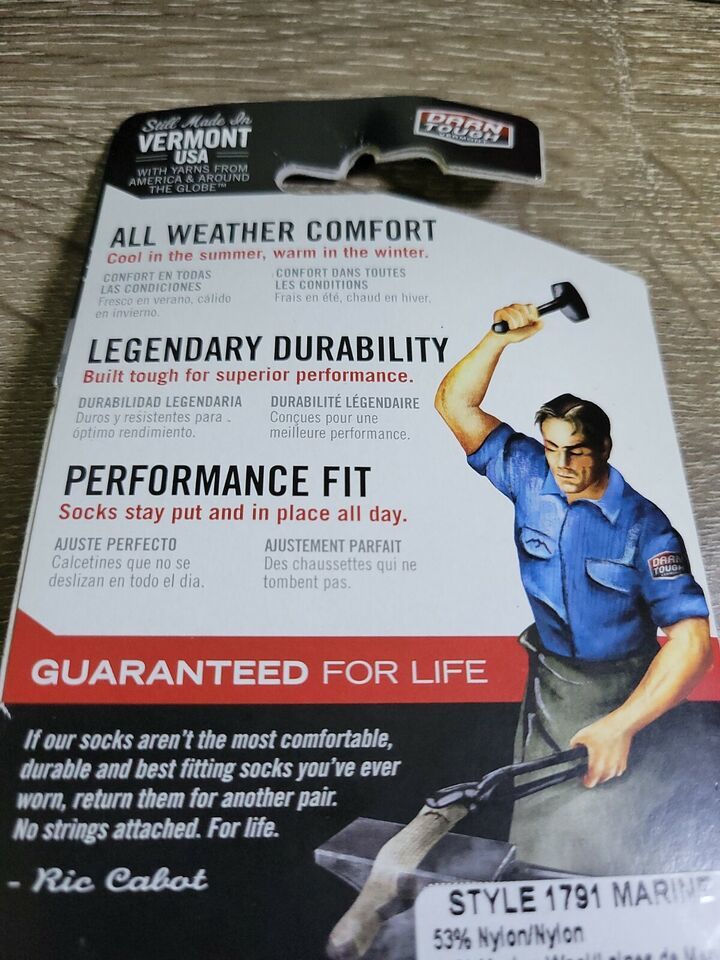 Still Made In
VERMONT
USA
WITH YARNS FROM
AMERICA & AROUND
THE GLOBE™
DARN
TOUGH
VERMONT
ALL WEATHER COMFORT
Cool in the summer, warm in the winter.
CONFORT EN TODAS
LAS CONDICIONES
Fresco en verano, cálido
en invierno.
CONFORT DANS TOUTES
LES CONDITIONS
Frais en été, chaud en hiver.
LEGENDARY DURABILITY
Built tough for superior performance.
DURABILIDAD LEGENDARIA
Duros y resistentes para
óptimo rendimiento.
DURABILITÉ LÉGENDAIRE
Conçues pour une
meilleure performance.
PERFORMANCE FIT
Socks stay put and in place all day.
AJUSTE PERFECTO
Calcetines que no se
deslizan en todo el dia.
AJUSTEMENT PARFAIT
Des chaussettes qui ne
tombent pas.
DARN
TOUGH
GUARANTEED FOR LIFE
If our socks aren't the most comfortable,
durable and best fitting socks you've ever
worn, return them for another pair.
No strings attached. For life.
- Ric Cabot
STYLE 1791 MARINE
53% Nylon/Nylon